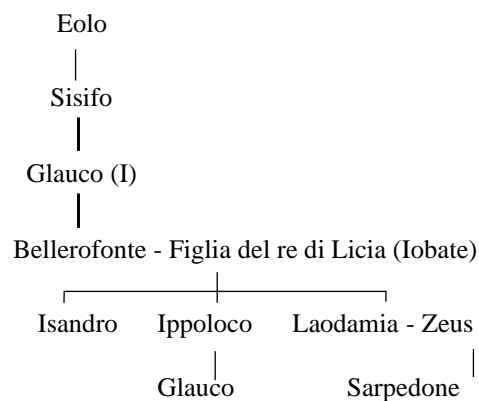 Eolo
Sisifo
Glauco (I)
Bellerofonte - Figlia del re di Licia (Iobate)
Isandro Ippoloco Laodamia - Zeus
Glauco Sarpedone